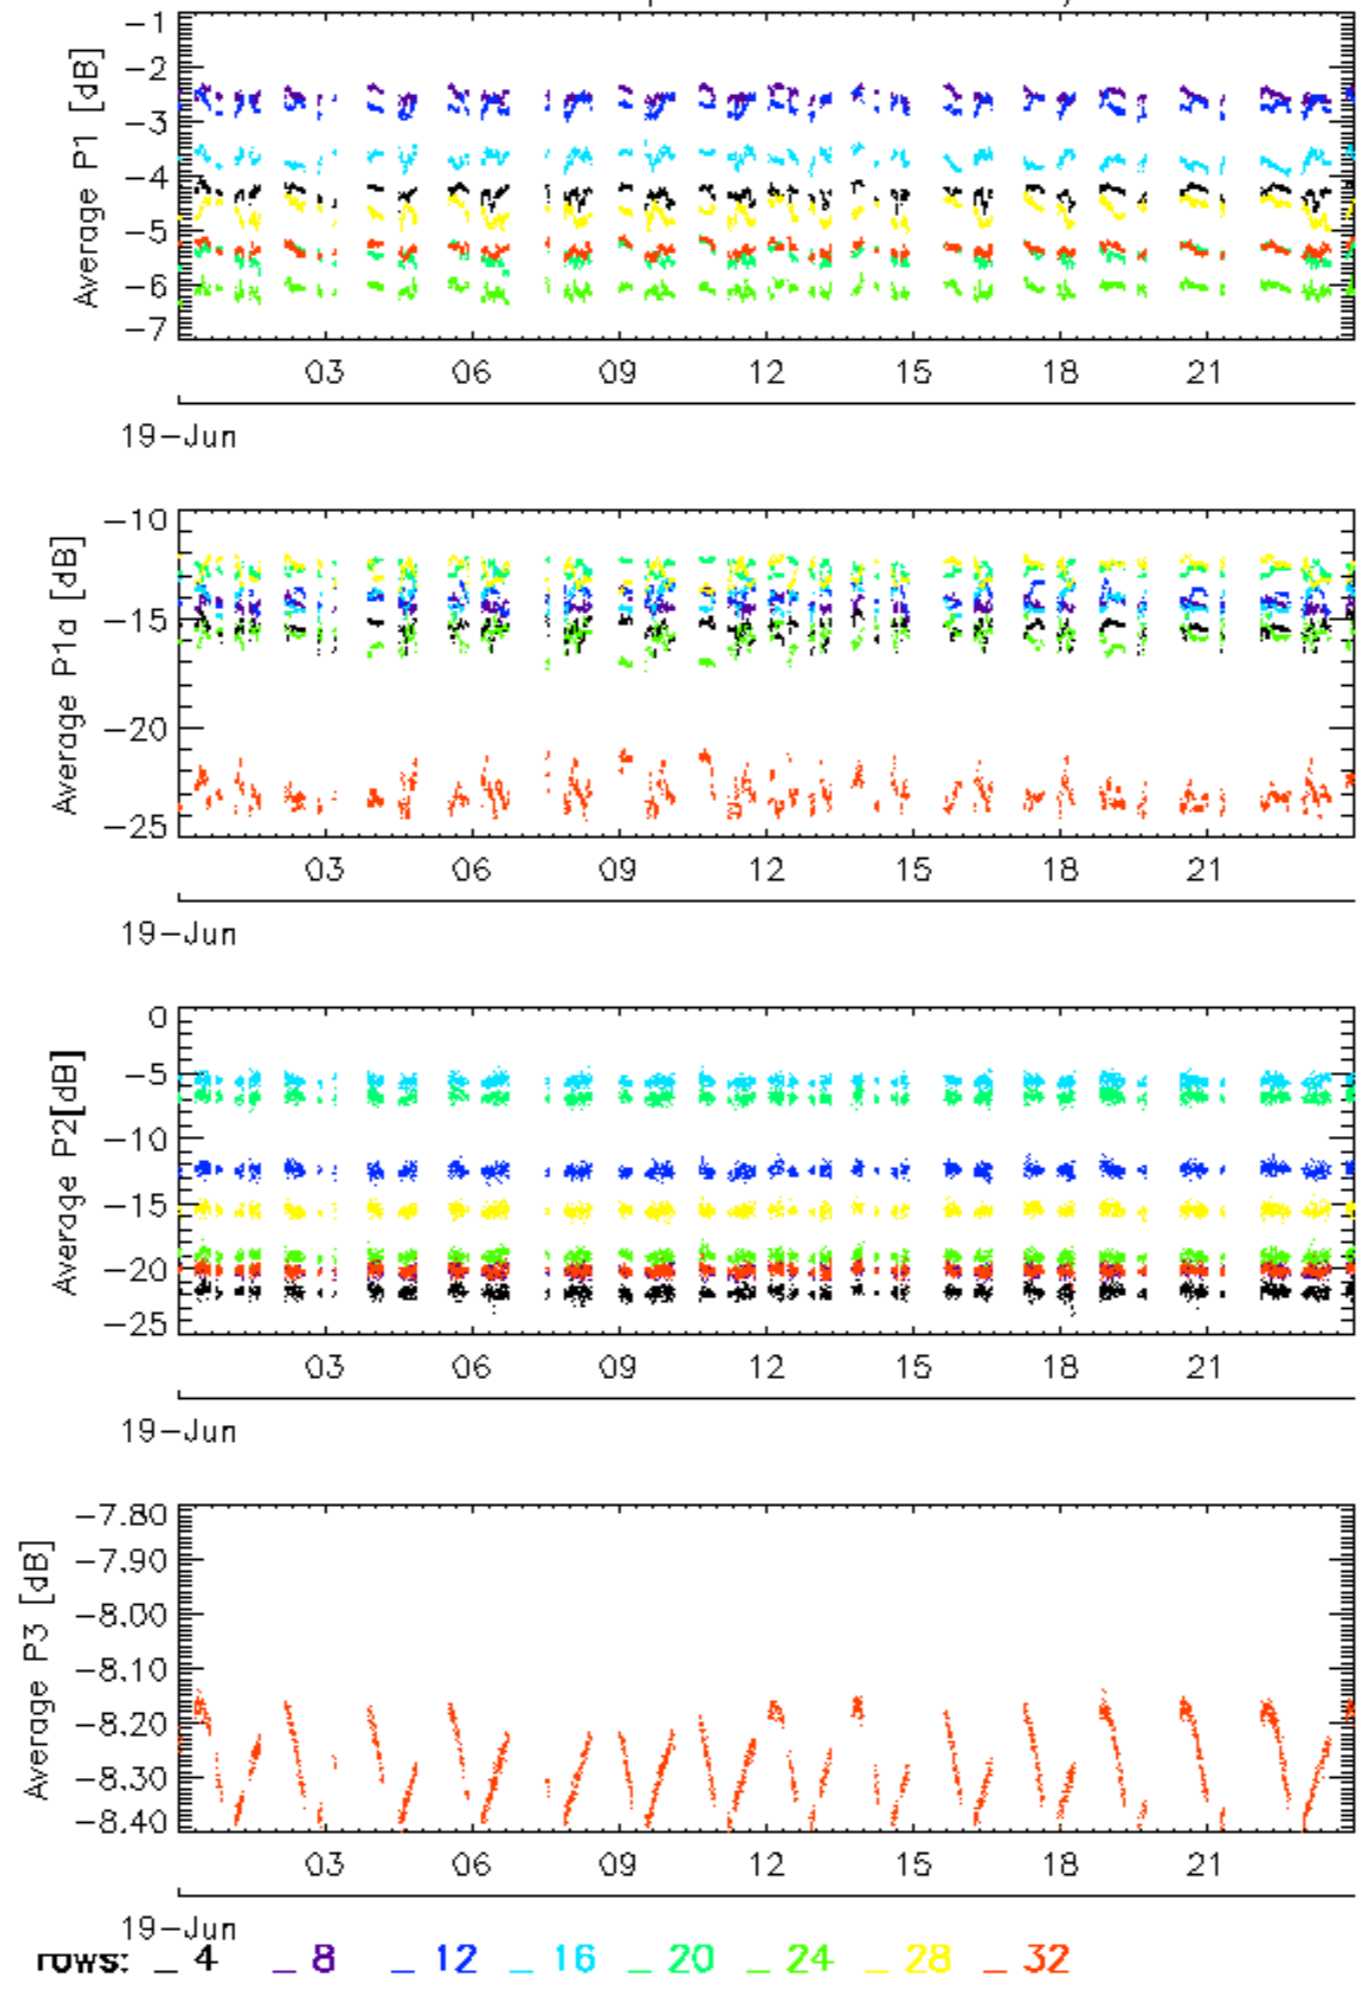 Average P1 [dB]
-1
-2
-3
-4
-5
-6
-7
03 06 09 12 15 18 21
19-Jun
Average P1a [dB]
-10
-15
-20
-25
03 06 09 12 15 18 21
19-Jun
Average P2[dB]
0
-5
-10
-15
-20
-25
03 06 09 12 15 18 21
19-Jun
Average P3 [dB]
-7.80
-7.90
-8.00
-8.10
-8.20
-8.30
-8.40
03 06 09 12 15 18 21
19-Jun
rows: _ 4 _ 8 _ 12 _ 16 _ 20 _ 24 _ 28 _ 32